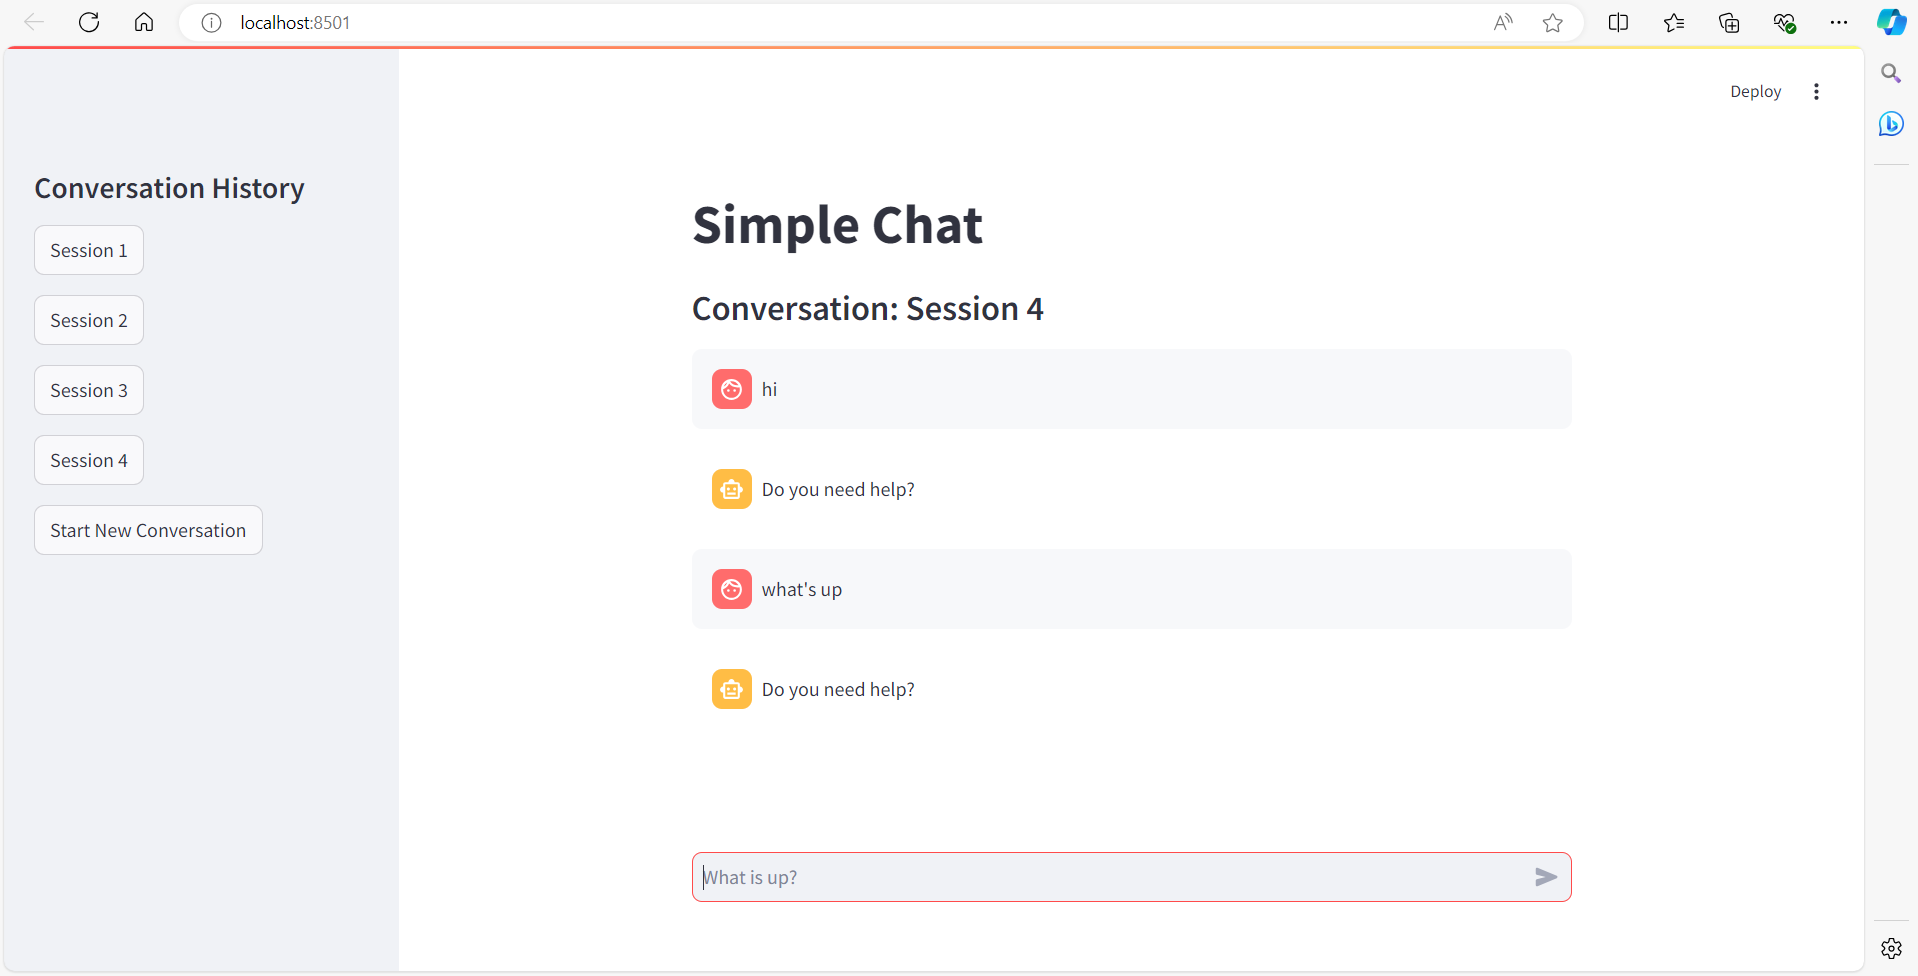 localhost:8501
Deploy
Conversation History
Session 1
Session 2
Session 3
Session 4
Start New Conversation
Simple Chat
Conversation: Session 4
hi
Do you need help?
what's up
Do you need help?
What is up?